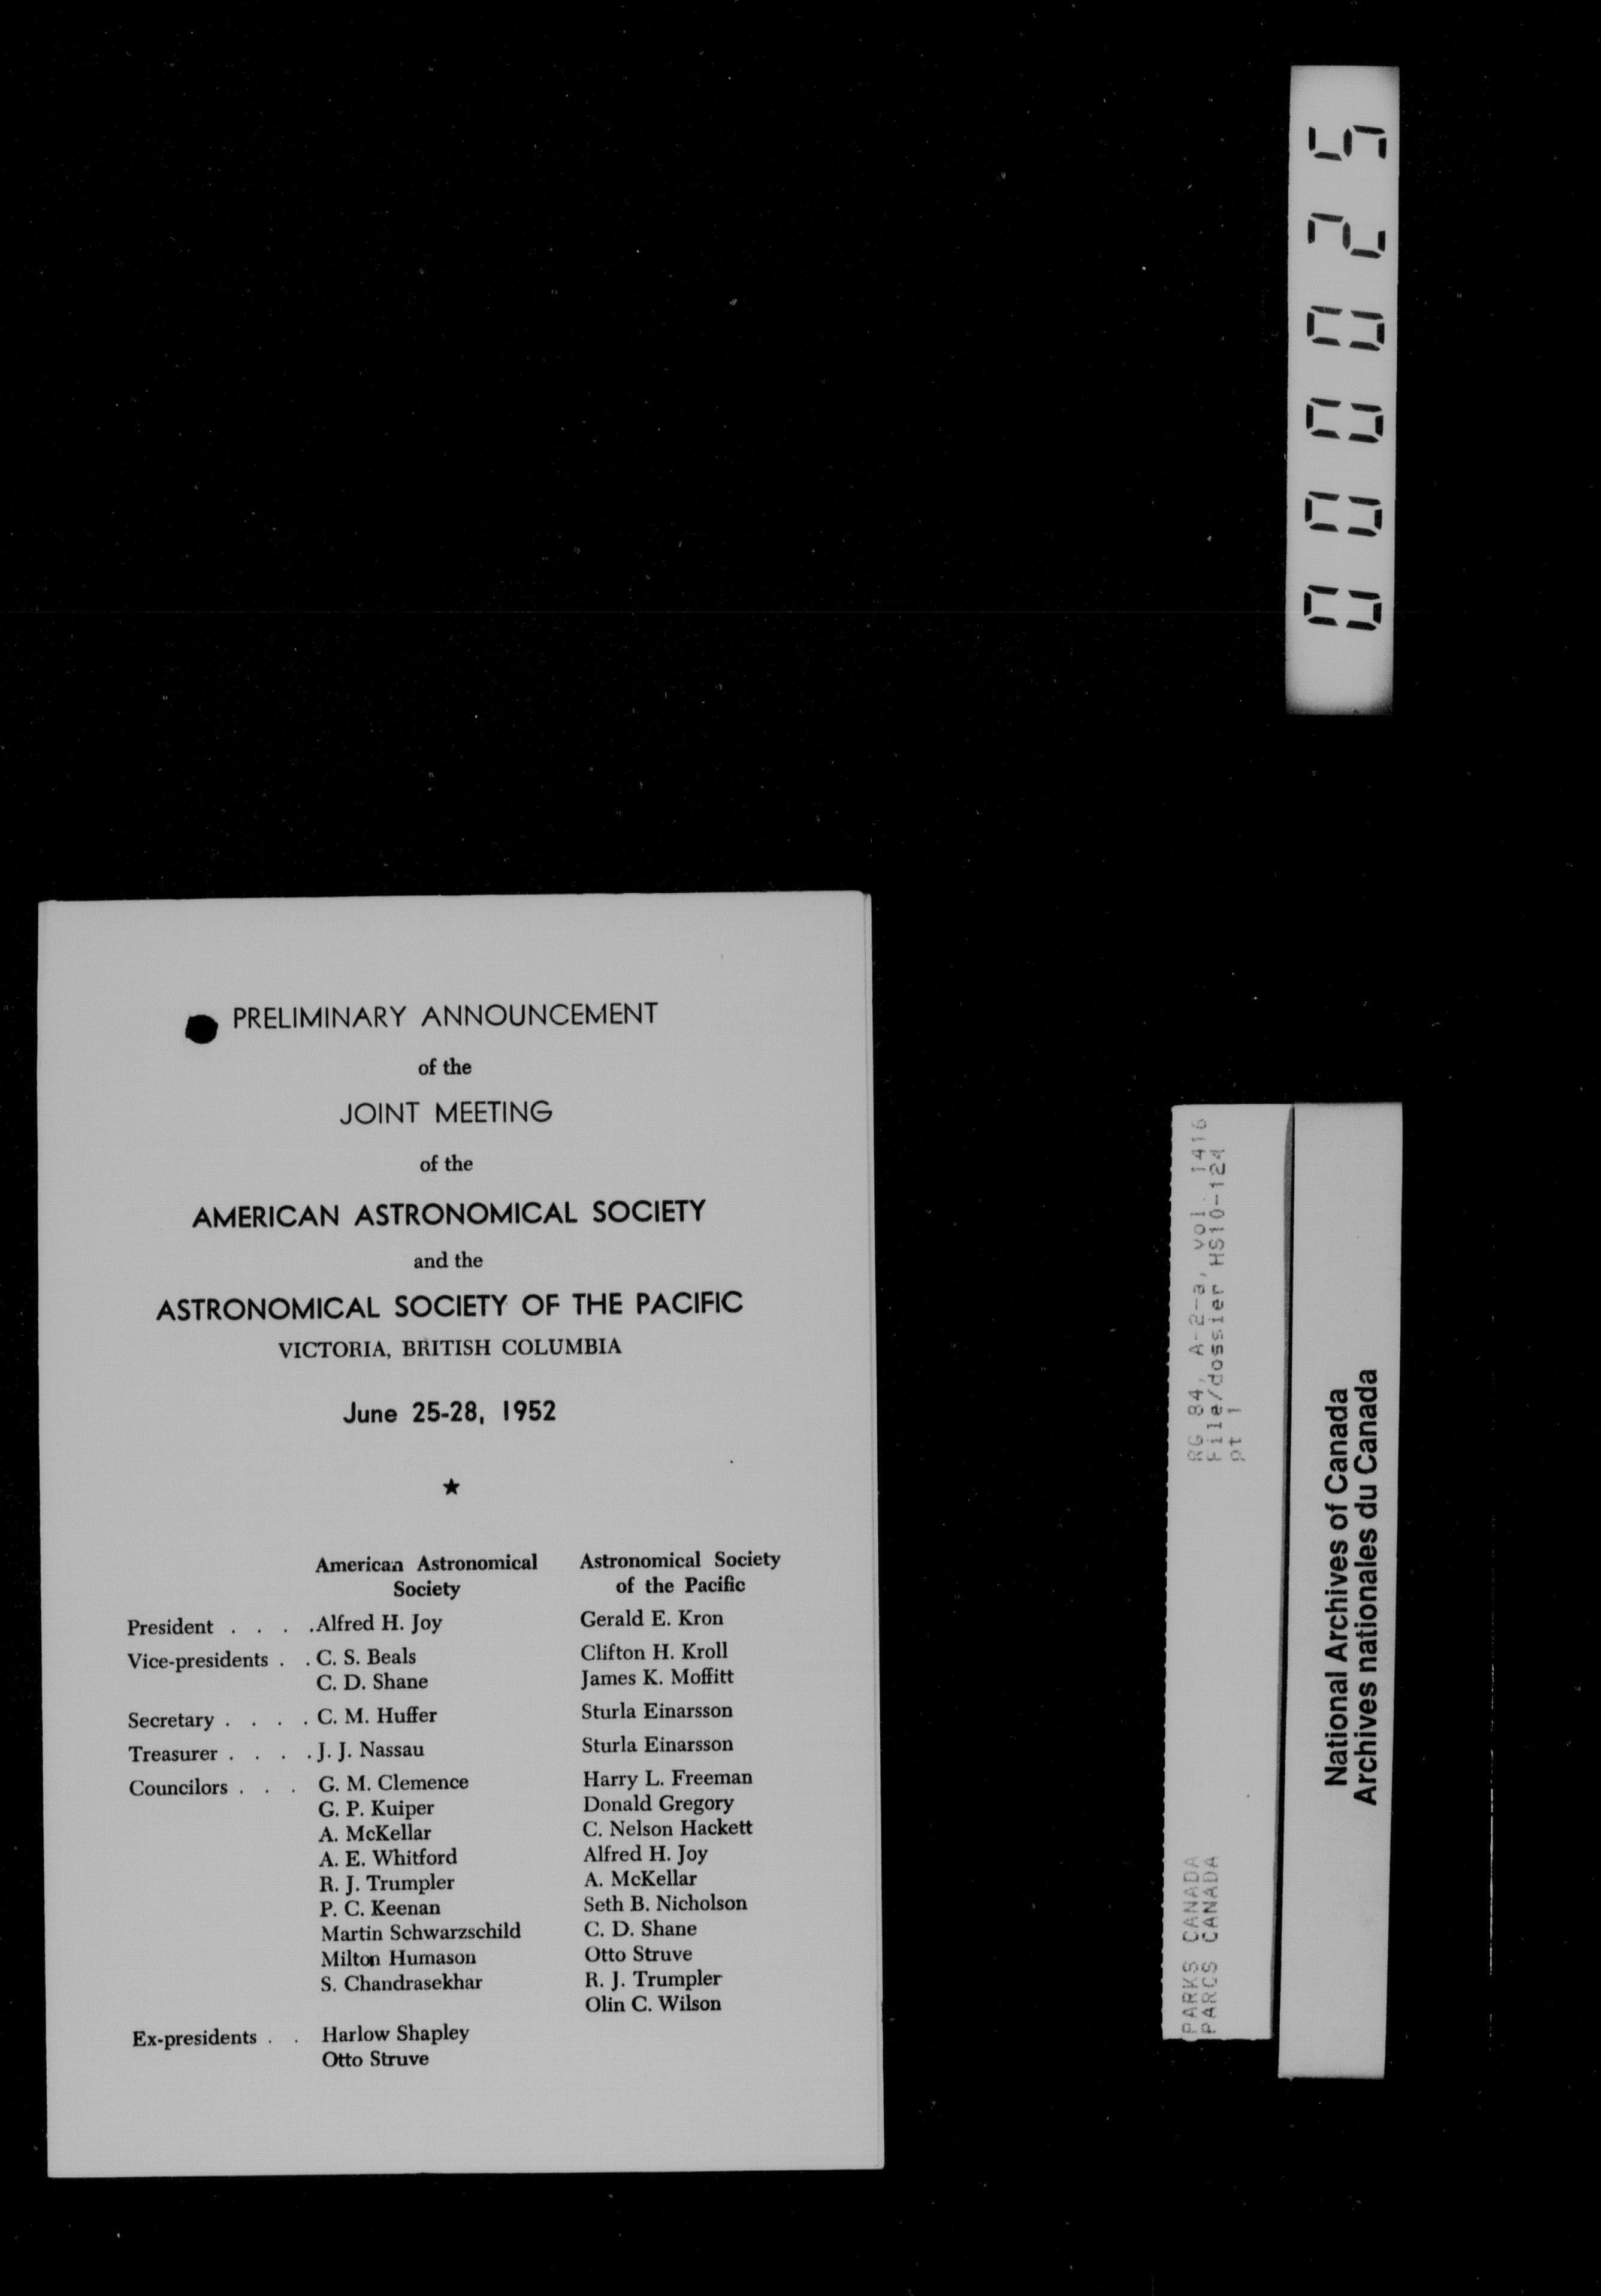 000025
PRELIMINARY ANNOUNCEMENT
of the
JOINT MEETING
of the
AMERICAN ASTRONOMICAL SOCIETY
and the
ASTRONOMICAL SOCIETY OF THE PACIFIC
VICTORIA, BRITISH COLUMBIA
June 25-28, 1952
★
American Astronomical Society Astronomical Society of the Pacific
President . . . . Alfred H. Joy Gerald E. Kron
Vice-presidents . . C. S. Beals Clifton H. Kroll
C. D. Shane James K. Moffitt
Secretary . . . . C. M. Huffer Sturla Einarsson
Treasurer . . . . J. J. Nassau Sturla Einarsson
Councilors . . . G. M. Clemence Harry L. Freeman
G. P. Kuiper Donald Gregory
A. McKellar C. Nelson Hackett
A. E. Whitford Alfred H. Joy
R. J. Trumpler A. McKellar
P. C. Keenan Seth B. Nicholson
Martin Schwarzschild C. D. Shane
Milton Humason Otto Struve
S. Chandrasekhar R. J. Trumpler
Olin C. Wilson
Ex-presidents . . Harlow Shapley
Otto Struve
RG 84, A-2-a, vol. 1416
File/dossier HS10-124
pt 1
PARKS CANADA
PARCS CANADA
National Archives of Canada
Archives nationales du Canada